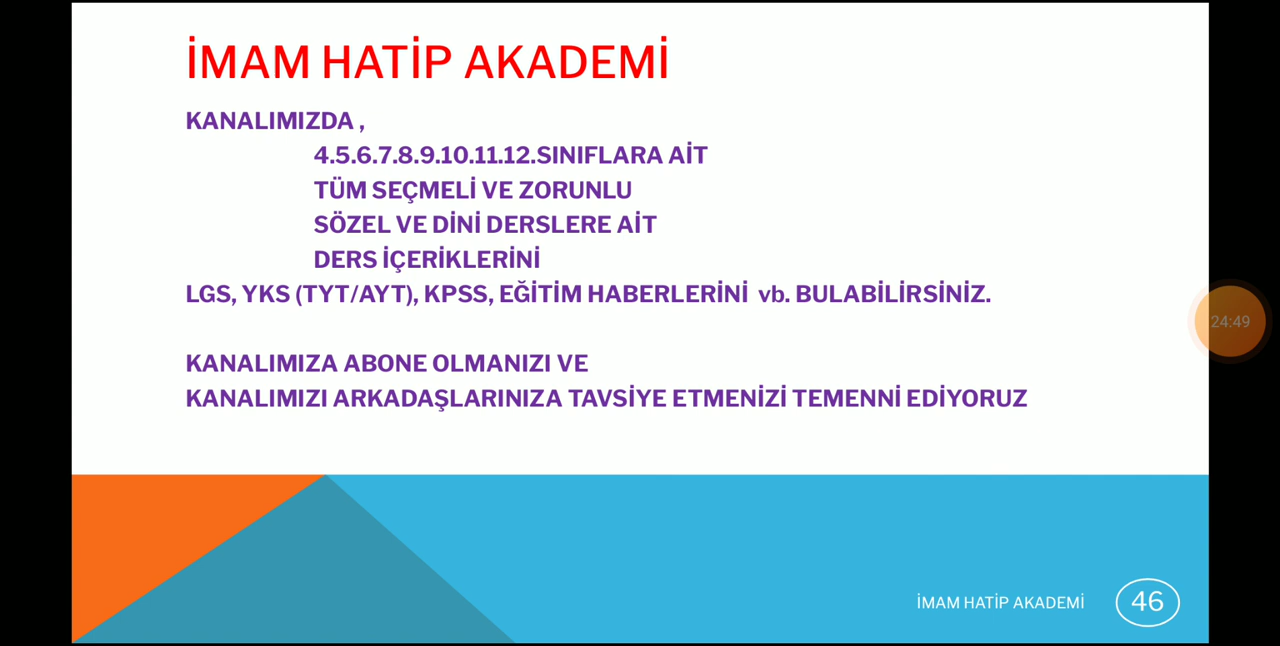 İMAM HATİP AKADEMİ
KANALIMIZDA ,
4.5.6.7.8.9.10.11.12.SINIFLARA AİT
TÜM SEÇMELİ VE ZORUNLU
SÖZEL VE DİNİ DERSLERE AİT
DERS İÇERİKLERİNİ
LGS, YKS (TYT/AYT), KPSS, EĞİTİM HABERLERİNİ vb. BULABİLİRSİNİZ.
24:49
KANALIMIZA ABONE OLMANIZI VE
KANALIMIZI ARKADAŞLARINIZA TAVSİYE ETMENİZİ TEMENNİ EDİYORUZ
İMAM HATİP AKADEMİ
46